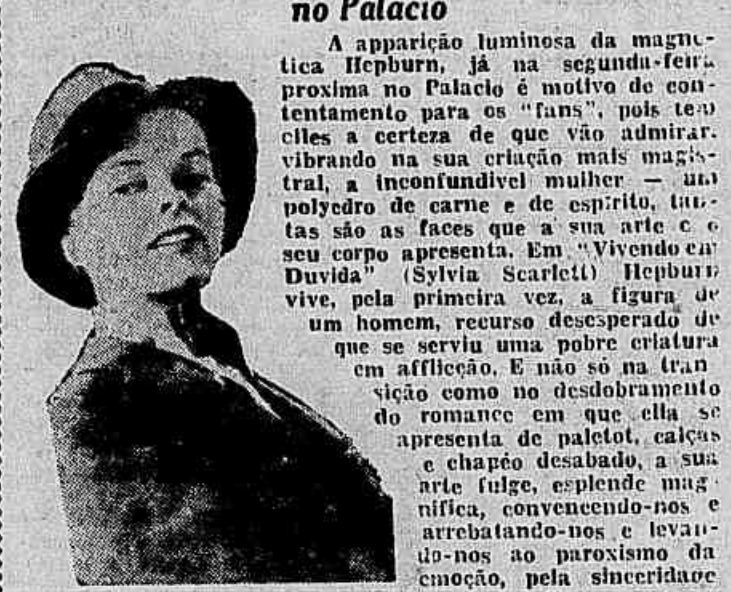 no Palacio
A apparição luminosa da magne-
tica Hepburn, já na segunda-feira
proxima no Palacio é motivo de con-
tentamento para os "fans", pois tem
elles a certeza de que vão admirar,
vibrando na sua criação mais magis-
tral, a inconfundivel mulher — um
polyedro de carne e de espirito, tan-
tas são as faces que a sua arte e o
seu corpo apresenta. Em "Vivendo em
Duvida" (Sylvia Scarlett) Hepburn
vive, pela primeira vez, a figura de
um homem, recurso desesperado de
que se serviu uma pobre criatura
em afflicção. E não só na tran
sição como no desdobramento
do romance em que ella se
apresenta de paletot, calças
e chapéo desabado, a sua
arte fulge, esplende mag-
nifica, convencendo-nos e
arrebatando-nos e levan-
do-nos ao paroxismo da
emoção, pela sinceridade